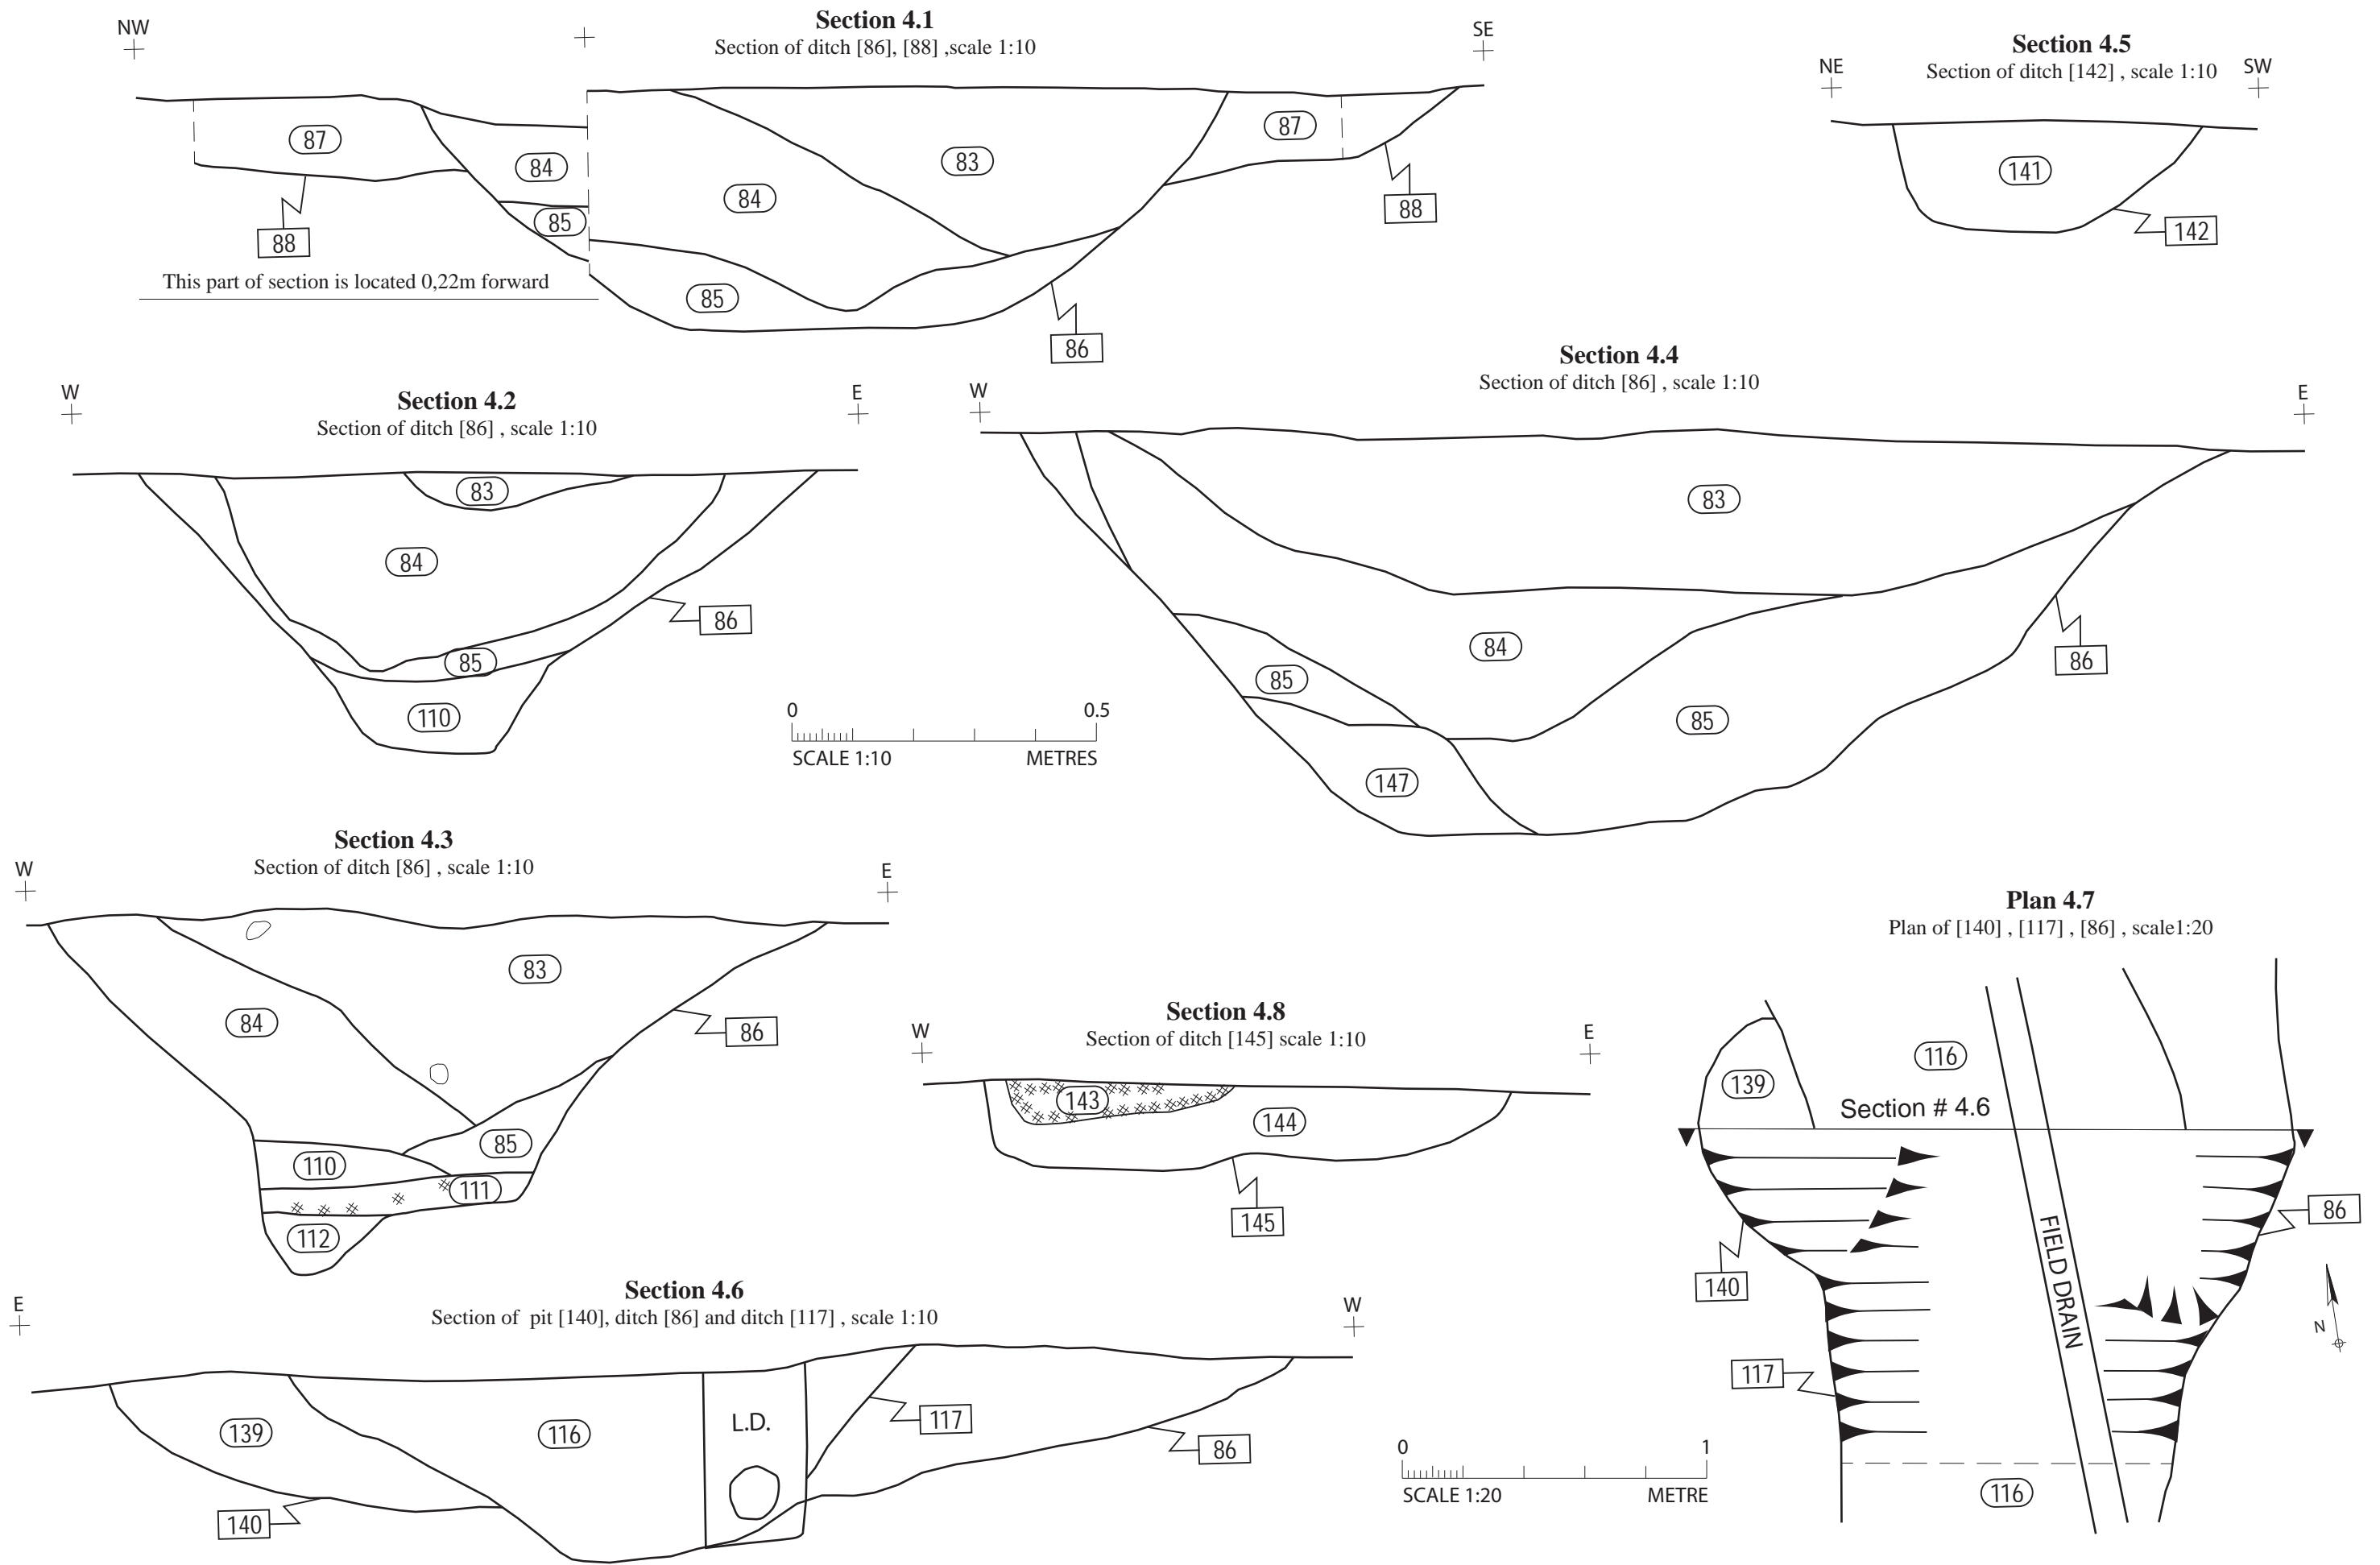 Section 4.1
Section of ditch [86], [88] ,scale 1:10
NW
SE
87
84
85
84
83
87
88
85
88
86
This part of section is located 0,22m forward
Section 4.5
Section of ditch [142] , scale 1:10
NE
SW
141
142
Section 4.2
Section of ditch [86] , scale 1:10
W
E
83
84
86
85
110
Section 4.4
Section of ditch [86] , scale 1:10
W
E
83
84
86
85
85
147
0
0.5
SCALE 1:10
METRES
Section 4.3
Section of ditch [86] , scale 1:10
W
E
83
84
86
85
110
111
112
Section 4.8
Section of ditch [145] scale 1:10
W
E
143
144
145
Plan 4.7
Plan of [140] , [117] , [86] , scale1:20
116
139
Section # 4.6
86
140
FIELD DRAIN
N
117
116
Section 4.6
Section of pit [140], ditch [86] and ditch [117] , scale 1:10
E
W
139
116
L.D.
117
86
140
0
1
SCALE 1:20
METRE